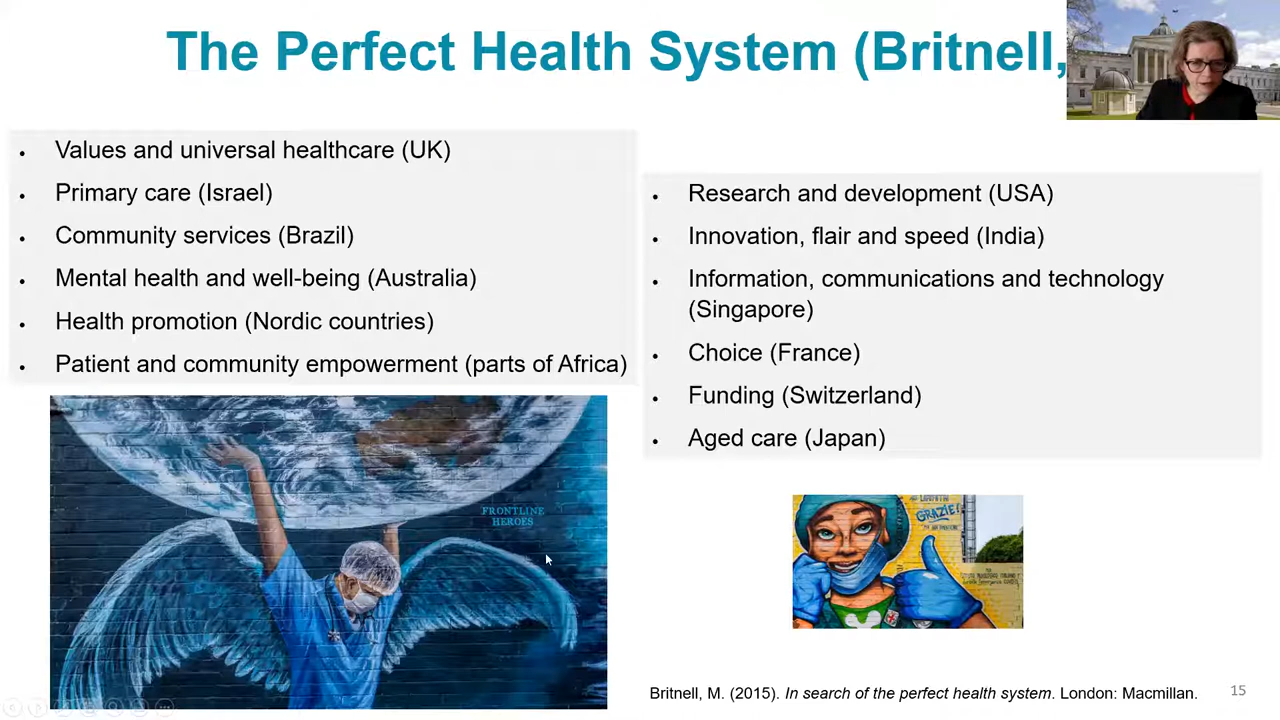 The Perfect Health System (Britnell,
Values and universal healthcare (UK)
Primary care (Israel)
Community services (Brazil)
Mental health and well-being (Australia)
Health promotion (Nordic countries)
Patient and community empowerment (parts of Africa)
Research and development (USA)
Innovation, flair and speed (India)
Information, communications and technology
(Singapore)
Choice (France)
Funding (Switzerland)
Aged care (Japan)
FRONTLINE
HEROES
GRAZIE!
Britnell, M. (2015). In search of the perfect health system. London: Macmillan.
15